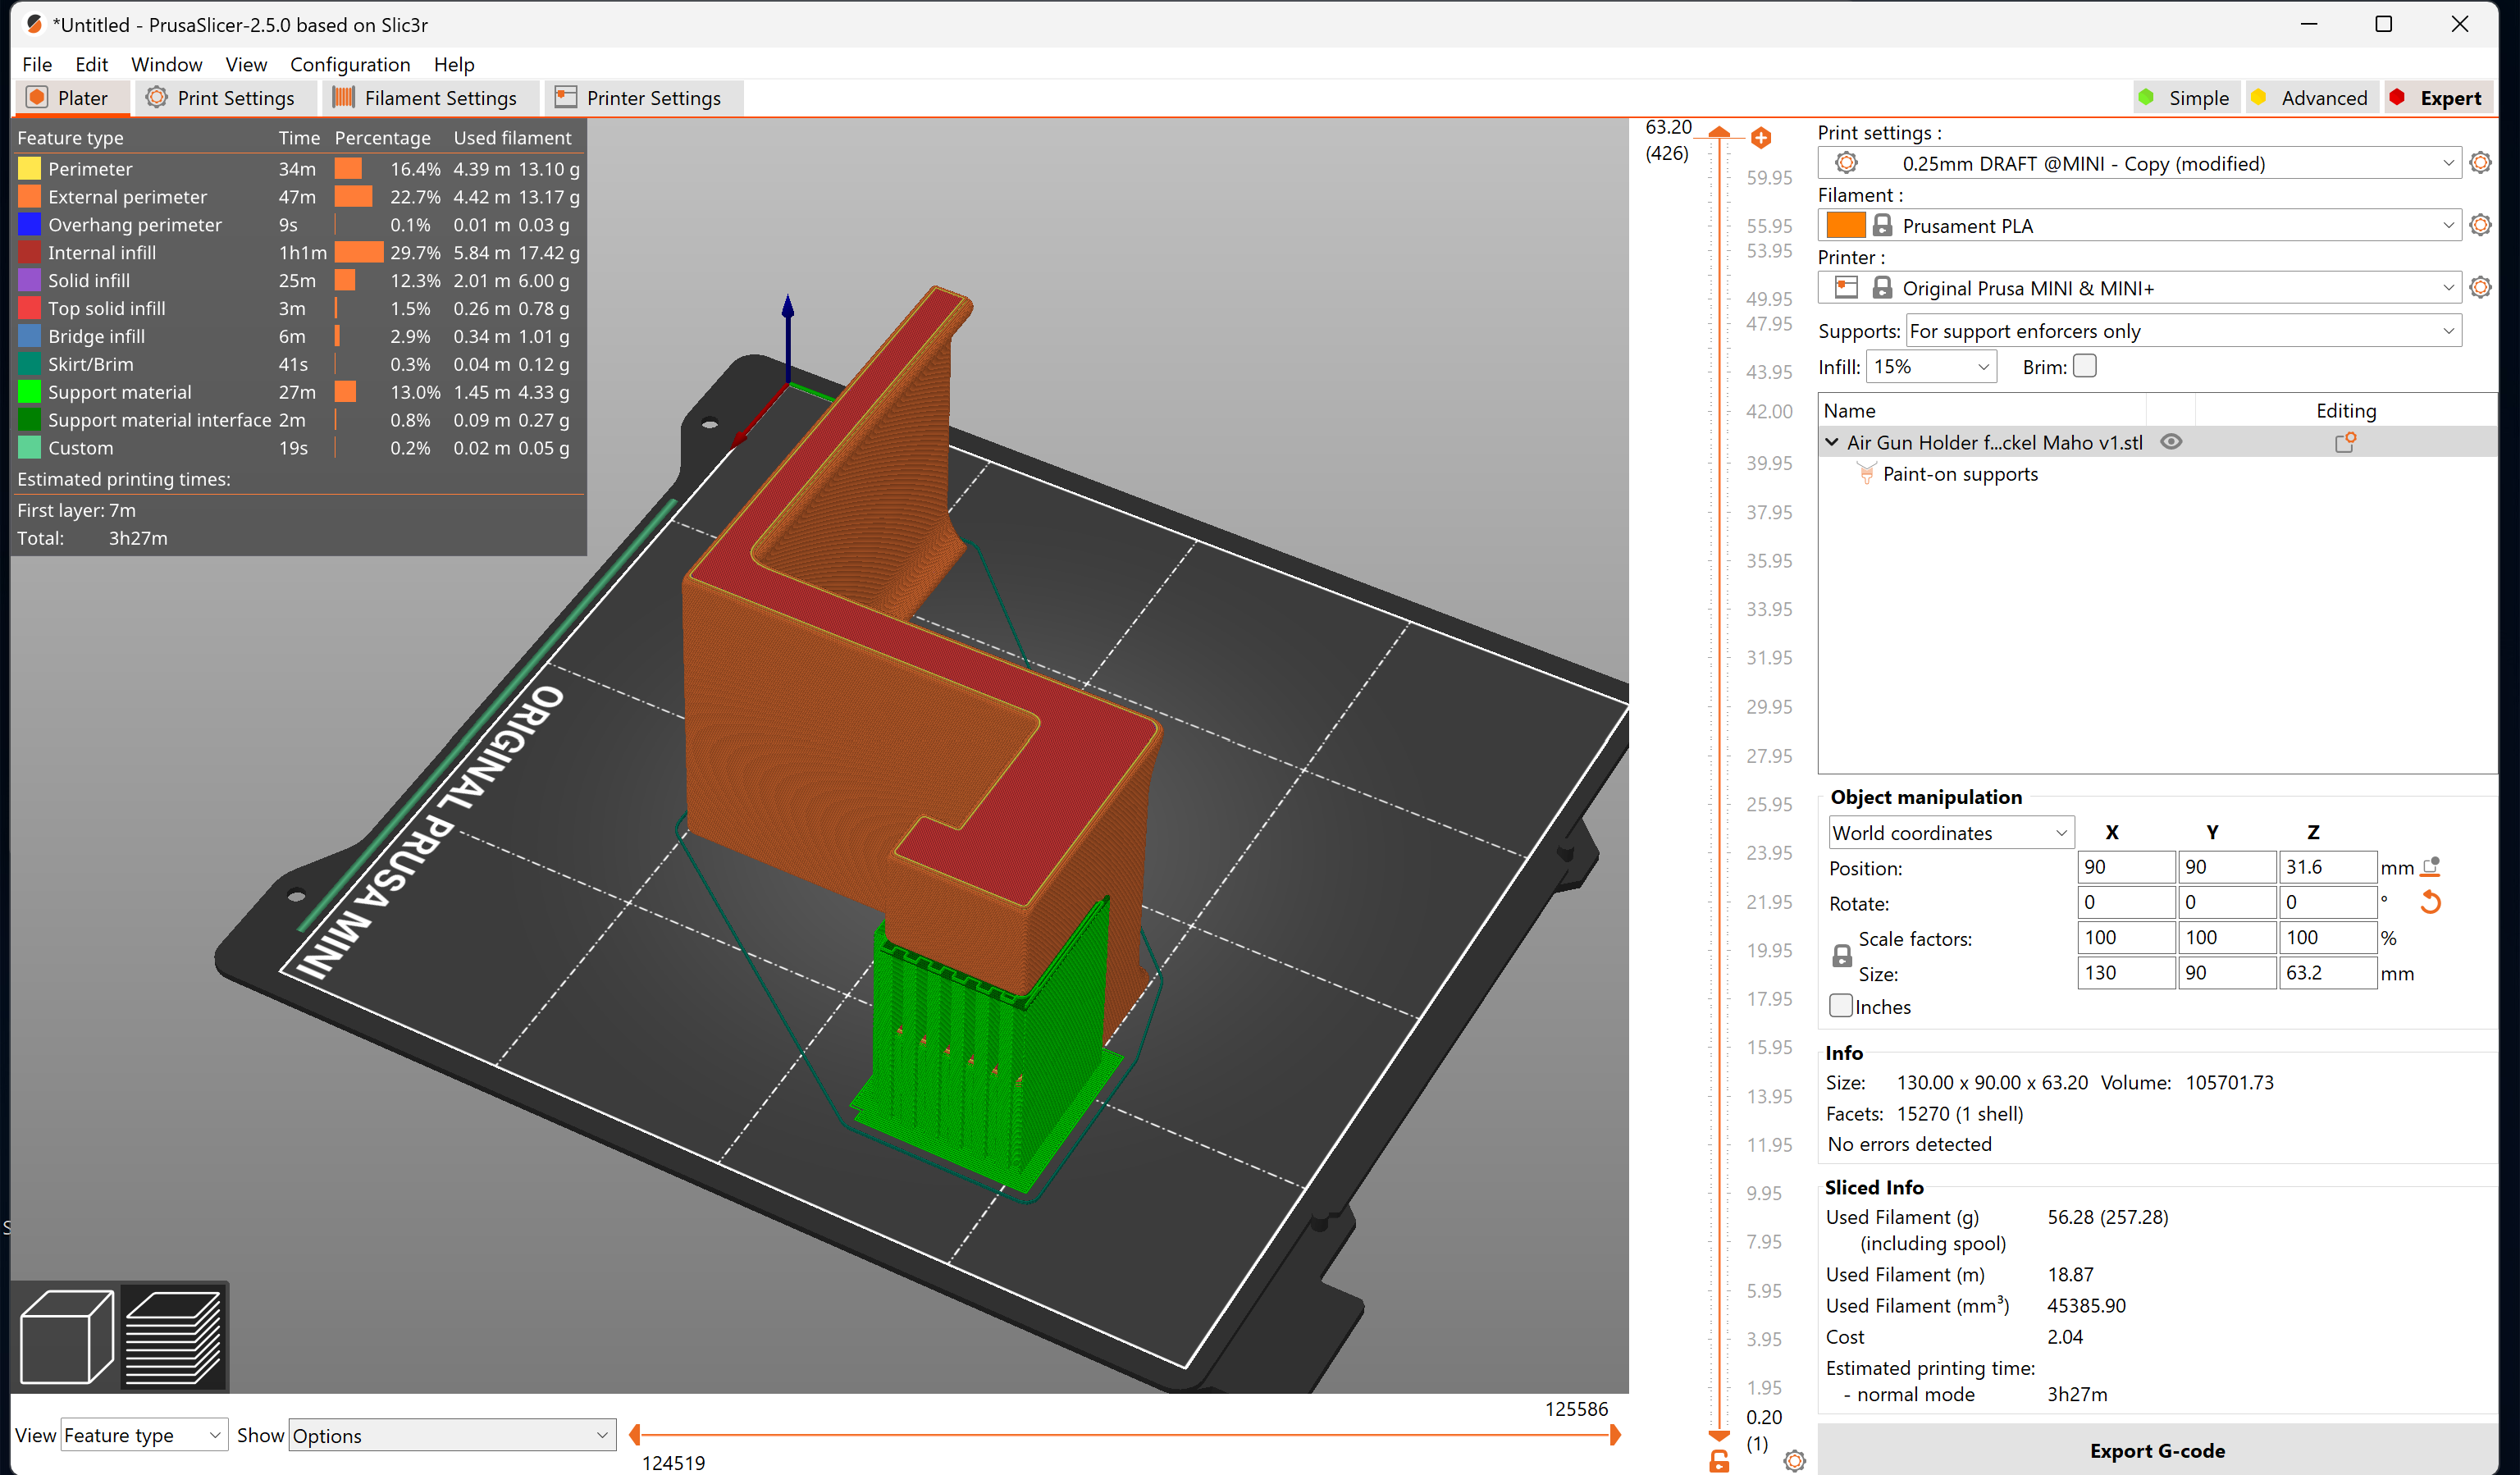 *Untitled - PrusaSlicer-2.5.0 based on Slic3r
File Edit Window View Configuration Help
Plater Print Settings Filament Settings Printer Settings Simple Advanced Expert
Feature type Time Percentage Used filament
Perimeter 34m 16.4% 4.39 m 13.10 g
External perimeter 47m 22.7% 4.42 m 13.17 g
Overhang perimeter 9s 0.1% 0.01 m 0.03 g
Internal infill 1h1m 29.7% 5.84 m 17.42 g
Solid infill 25m 12.3% 2.01 m 6.00 g
Top solid infill 3m 1.5% 0.26 m 0.78 g
Bridge infill 6m 2.9% 0.34 m 1.01 g
Skirt/Brim 41s 0.3% 0.04 m 0.12 g
Support material 27m 13.0% 1.45 m 4.33 g
Support material interface 2m 0.8% 0.09 m 0.27 g
Custom 19s 0.2% 0.02 m 0.05 g
Estimated printing times:
First layer: 7m
Total: 3h27m
ORIGINAL PRUSA MINI
63.20
(426)
59.95
55.95
53.95
49.95
47.95
43.95
42.00
39.95
37.95
35.95
33.95
31.95
29.95
27.95
25.95
23.95
21.95
19.95
17.95
15.95
13.95
11.95
9.95
7.95
5.95
3.95
1.95
0.20
(1)
Print settings :
0.25mm DRAFT @MINI - Copy (modified)
Filament :
Prusament PLA
Printer :
Original Prusa MINI & MINI+
Supports: For support enforcers only
Infill: 15% Brim:
Name Editing
Air Gun Holder f...ckel Maho v1.stl
Paint-on supports
Object manipulation
World coordinates X Y Z
Position: 90 90 31.6 mm
Rotate: 0 0 0 °
Scale factors: 100 100 100 %
Size: 130 90 63.2 mm
Inches
Info
Size: 130.00 x 90.00 x 63.20 Volume: 105701.73
Facets: 15270 (1 shell)
No errors detected
Sliced Info
Used Filament (g) 56.28 (257.28)
(including spool)
Used Filament (m) 18.87
Used Filament (mm³) 45385.90
Cost 2.04
Estimated printing time:
- normal mode 3h27m
Export G-code
View Feature type Show Options
125586
124519